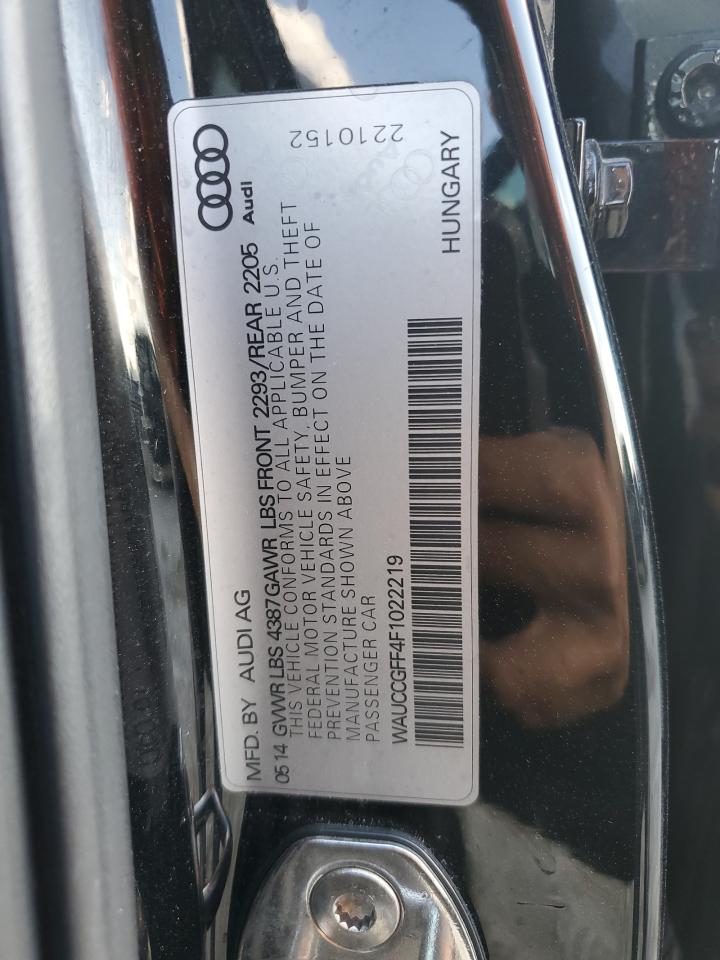 MFD. BY AUDI AG
Audi
05 14 GVWR LBS 4387 GAWR LBS FRONT 2293/REAR 2205
THIS VEHICLE CONFORMS TO ALL APPLICABLE U.S.
FEDERAL MOTOR VEHICLE SAFETY, BUMPER AND THEFT
PREVENTION STANDARDS IN EFFECT ON THE DATE OF
MANUFACTURE SHOWN ABOVE
PASSENGER CAR
2210152
WAUCCGFF4F1022219
HUNGARY